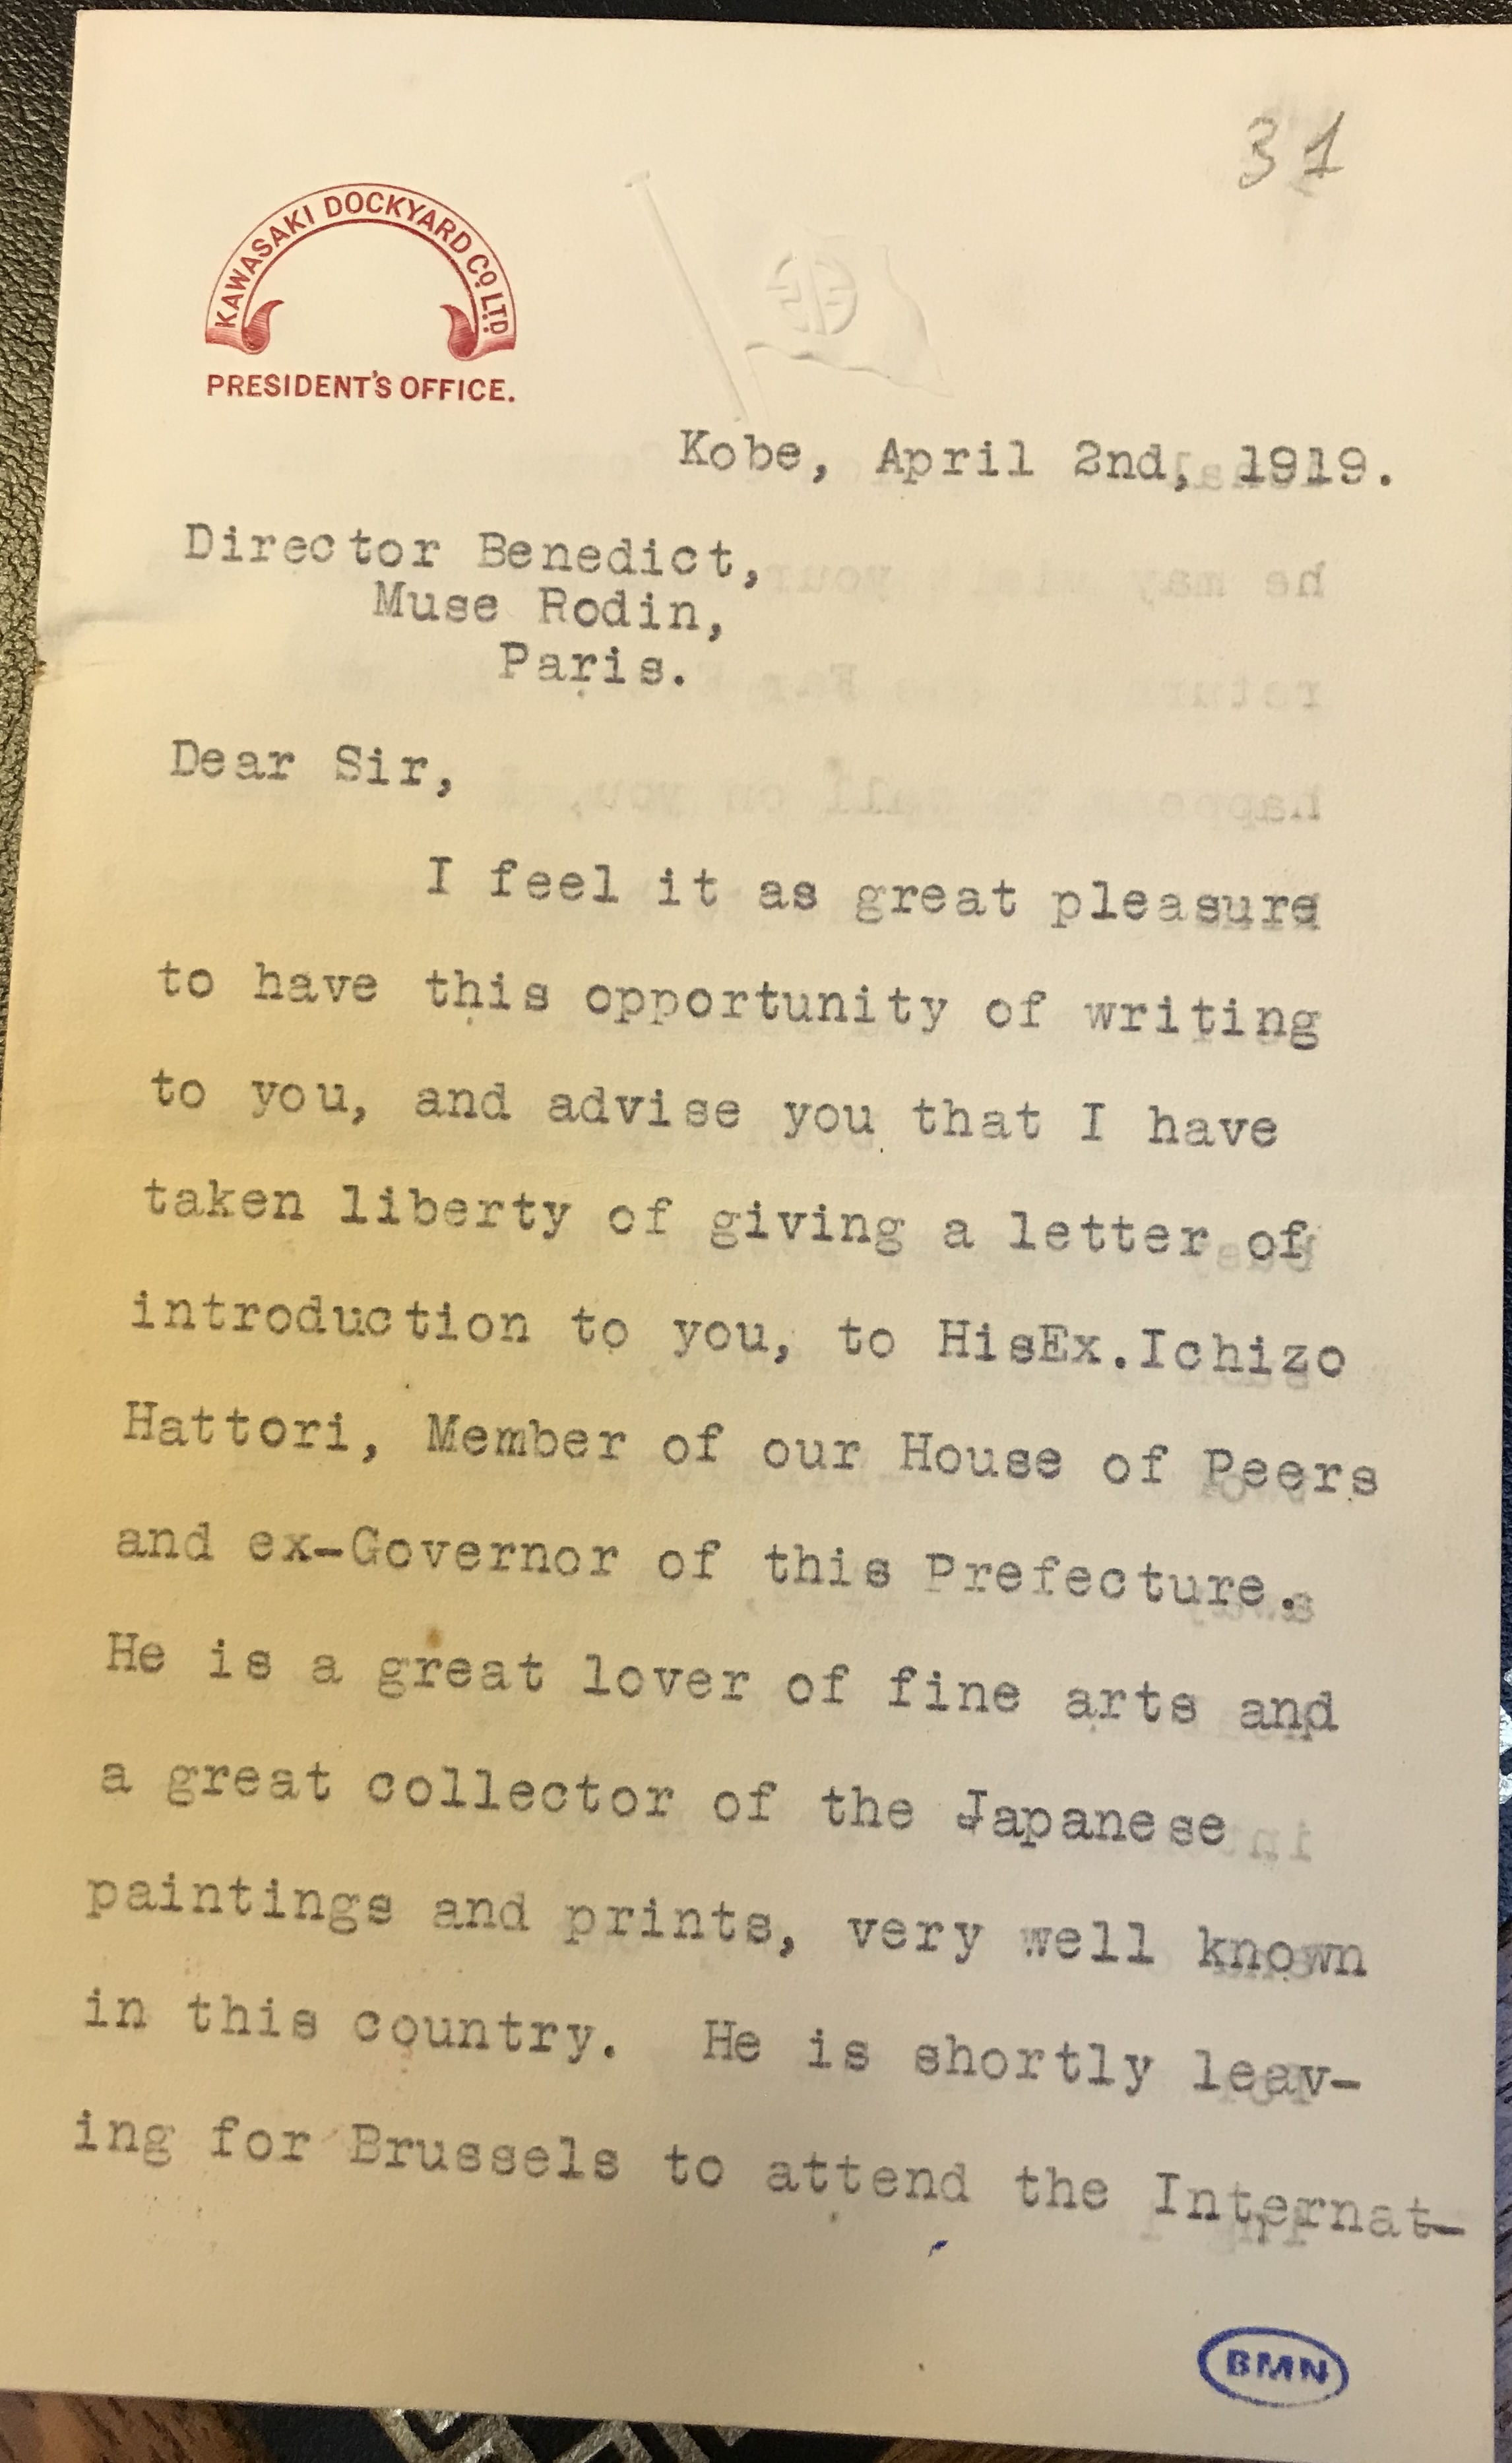 31
KAWASAKI DOCKYARD CO LTD
PRESIDENT'S OFFICE.
Kobe, April 2nd, 1919.
Director Benedict,
Muse Rodin,
Paris.
Dear Sir,
I feel it as great pleasure
to have this opportunity of writing
to you, and advise you that I have
taken liberty of giving a letter of
introduction to you, to HisEx.Ichizo
Hattori, Member of our House of Peers
and ex-Governor of this Prefecture.
He is a great lover of fine arts and
a great collector of the Japanese
paintings and prints, very well known
in this country. He is shortly leav-
ing for Brussels to attend the Internat-
BMN